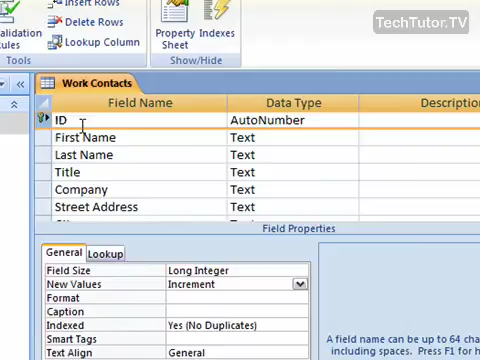 TechTutor.TV
Insert Rows
Delete Rows
Lookup Column
Property
Sheet
Indexes
Tools
Show/Hide
Work Contacts
Field Name Data Type
ID AutoNumber
First Name Text
Last Name Text
Title Text
Company Text
Street Address Text
Field Properties
General Lookup
Field Size Long Integer
New Values Increment
Format
Caption
Indexed Yes (No Duplicates)
Smart Tags
Text Align General
A field name can be up to 64
including spaces. Press F1 for